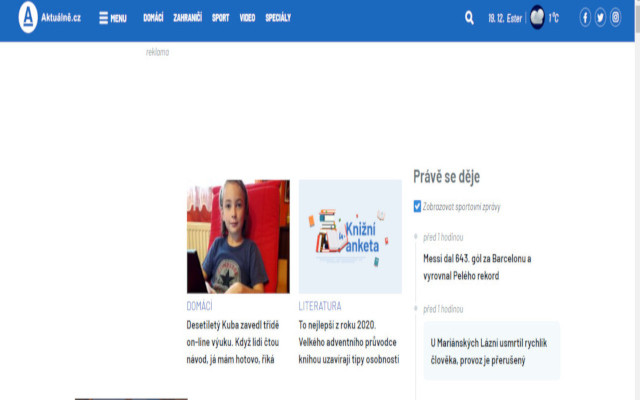 Aktuálně.cz
MENU
DOMÁCÍ ZAHRANIČÍ SPORT VIDEO SPECIÁLY
19. 12. Ester 1 °C
reklama
Knižní
anketa
DOMÁCÍ
Desetiletý Kuba zavedl třídě
on-line výuku. Když lidi čtou
návod, já mám hotovo, říká
LITERATURA
To nejlepší z roku 2020.
Velkého adventního průvodce
knihou uzavírají tipy osobností
Právě se děje
Zobrazovat sportovní zprávy
před 1 hodinou
Messi dal 643. gól za Barcelonu a
vyrovnal Pelého rekord
před 1 hodinou
U Mariánských Lázní usmrtil rychlík
člověka, provoz je přerušený